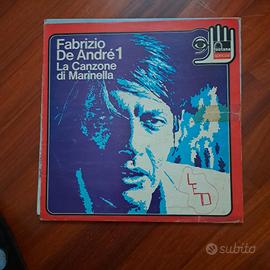 Fabrizio
De André 1
La Canzone
di Marinella
LED
subito